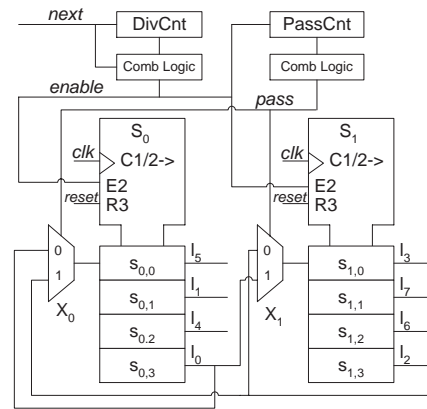 next
DivCnt
PassCnt
Comb Logic
Comb Logic
enable
pass
S0
S1
clk
C1/2->
clk
C1/2->
E2
E2
reset
R3
reset
R3
0
1
X0
s0,0
I5
s0,1
I1
s0.2
I4
s0,3
I0
0
1
X1
s1,0
I3
s1,1
I7
s1,2
I6
s1,3
I2